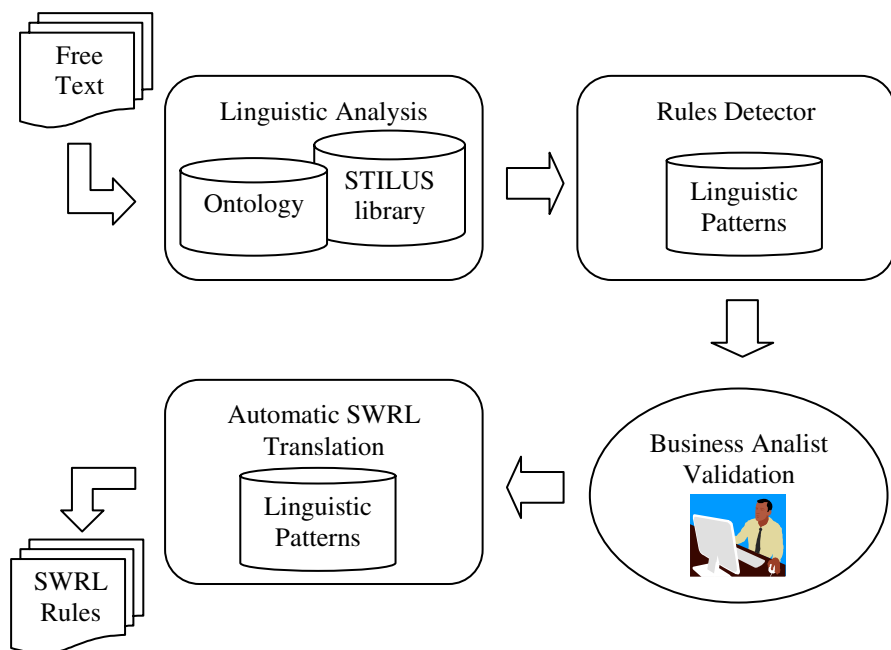 Free
Text
Linguistic Analysis
Ontology
STILUS
library
Rules Detector
Linguistic
Patterns
Business Analist
Validation
Automatic SWRL
Translation
Linguistic
Patterns
SWRL
Rules